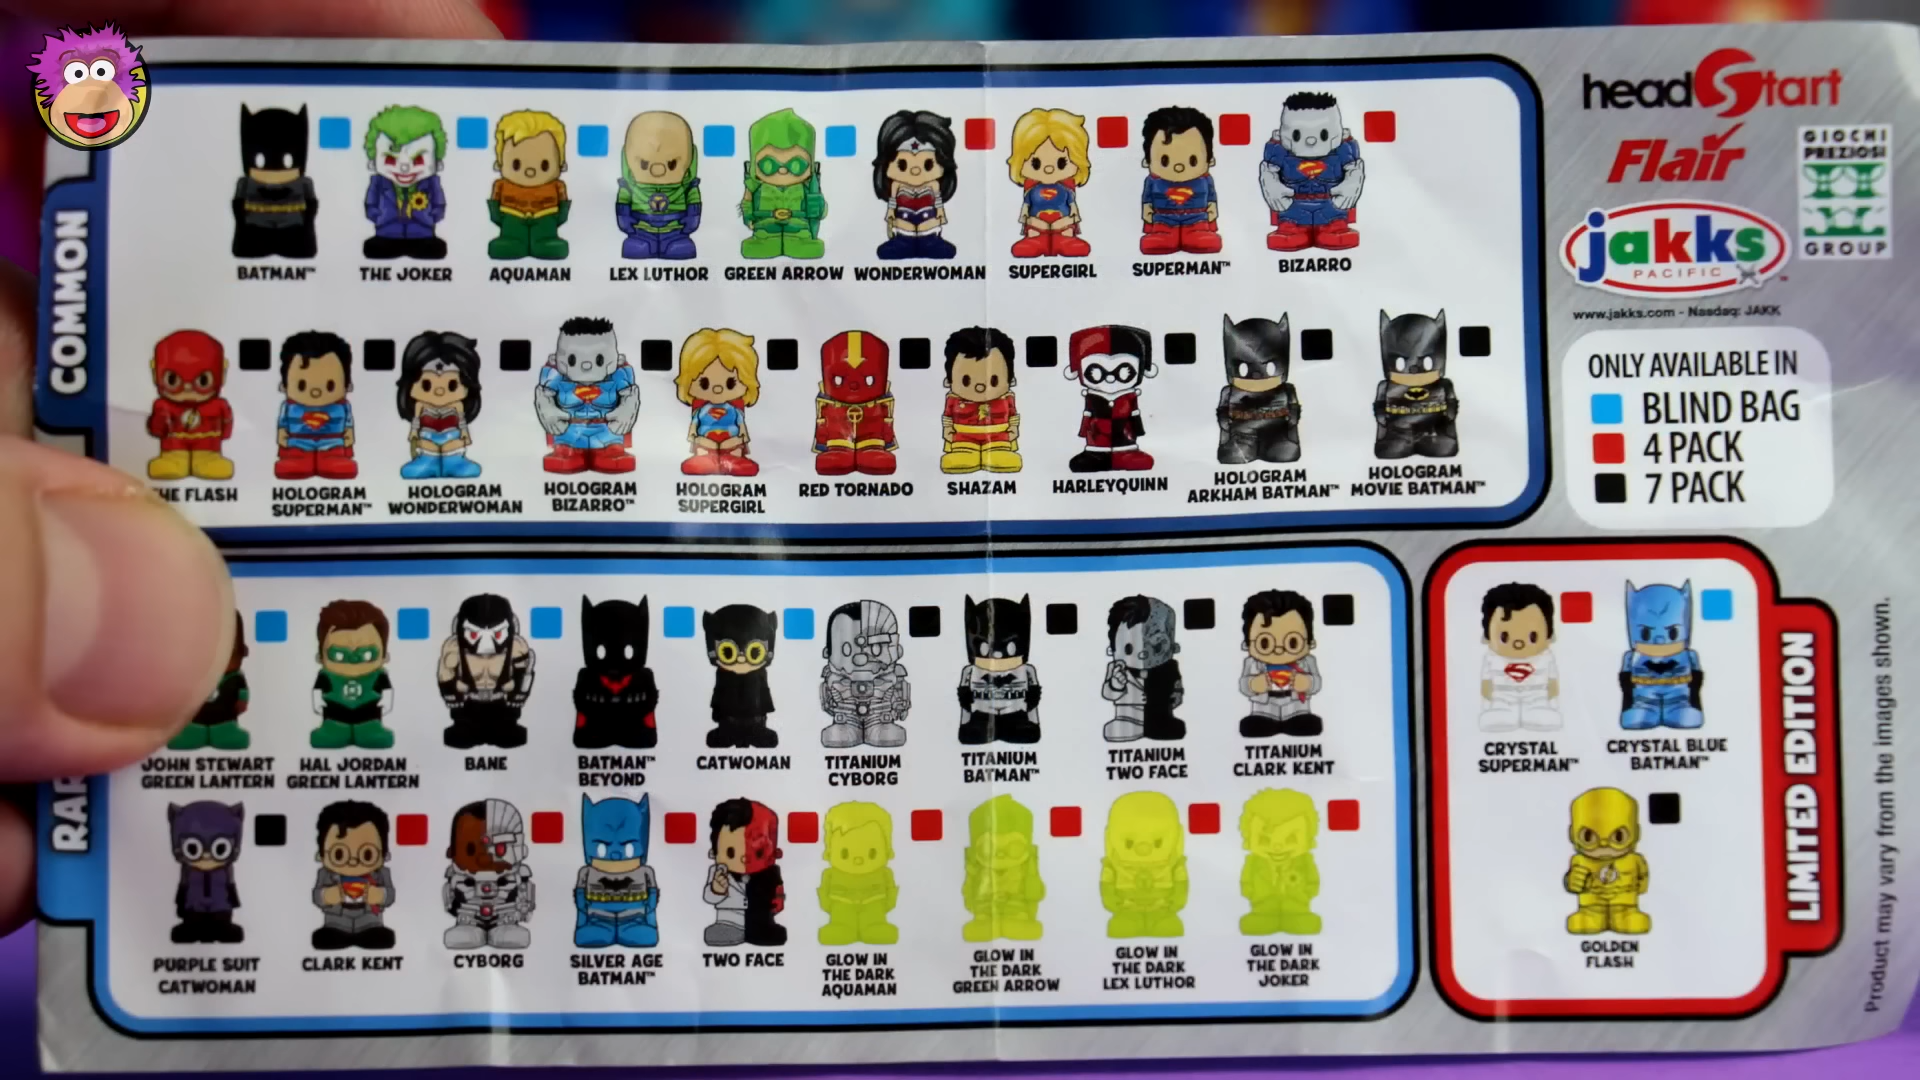 headStart
Flair
GIOCHI
PREZIOSI
GROUP
jakks
PACIFIC
www.jakks.com - Nasdaq: JAKK
ONLY AVAILABLE IN
BLIND BAG
4 PACK
7 PACK
COMMON
BATMAN™
THE JOKER
AQUAMAN
LEX LUTHOR
GREEN ARROW
WONDERWOMAN
SUPERGIRL
SUPERMAN™
BIZARRO
HE FLASH
HOLOGRAM
SUPERMAN™
HOLOGRAM
WONDERWOMAN
HOLOGRAM
BIZARRO™
HOLOGRAM
SUPERGIRL
RED TORNADO
SHAZAM
HARLEYQUINN
HOLOGRAM
ARKHAM BATMAN™
HOLOGRAM
MOVIE BATMAN™
JOHN STEWART
GREEN LANTERN
HAL JORDAN
GREEN LANTERN
BANE
BATMAN™
BEYOND
CATWOMAN
TITANIUM
CYBORG
TITANIUM
BATMAN™
TITANIUM
TWO FACE
TITANIUM
CLARK KENT
PURPLE SUIT
CATWOMAN
CLARK KENT
CYBORG
SILVER AGE
BATMAN™
TWO FACE
GLOW IN
THE DARK
AQUAMAN
GLOW IN
THE DARK
GREEN ARROW
GLOW IN
THE DARK
LEX LUTHOR
GLOW IN
THE DARK
JOKER
LIMITED EDITION
CRYSTAL
SUPERMAN™
CRYSTAL BLUE
BATMAN™
GOLDEN
FLASH
Product may vary from the images shown.